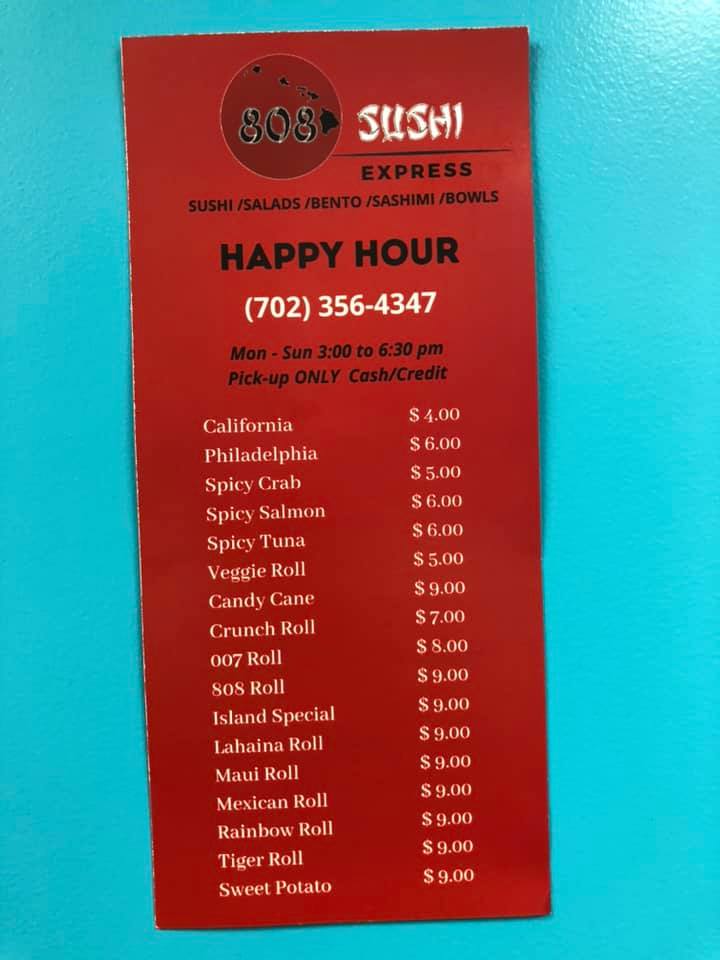 808 SUSHI
EXPRESS
SUSHI /SALADS /BENTO /SASHIMI /BOWLS
HAPPY HOUR
(702) 356-4347
Mon - Sun 3:00 to 6:30 pm
Pick-up ONLY Cash/Credit
California $ 4.00
Philadelphia $ 6.00
Spicy Crab $ 5.00
Spicy Salmon $ 6.00
Spicy Tuna $ 6.00
Veggie Roll $ 5.00
Candy Cane $ 9.00
Crunch Roll $ 7.00
007 Roll $ 8.00
808 Roll $ 9.00
Island Special $ 9.00
Lahaina Roll $ 9.00
Maui Roll $ 9.00
Mexican Roll $ 9.00
Rainbow Roll $ 9.00
Tiger Roll $ 9.00
Sweet Potato $ 9.00